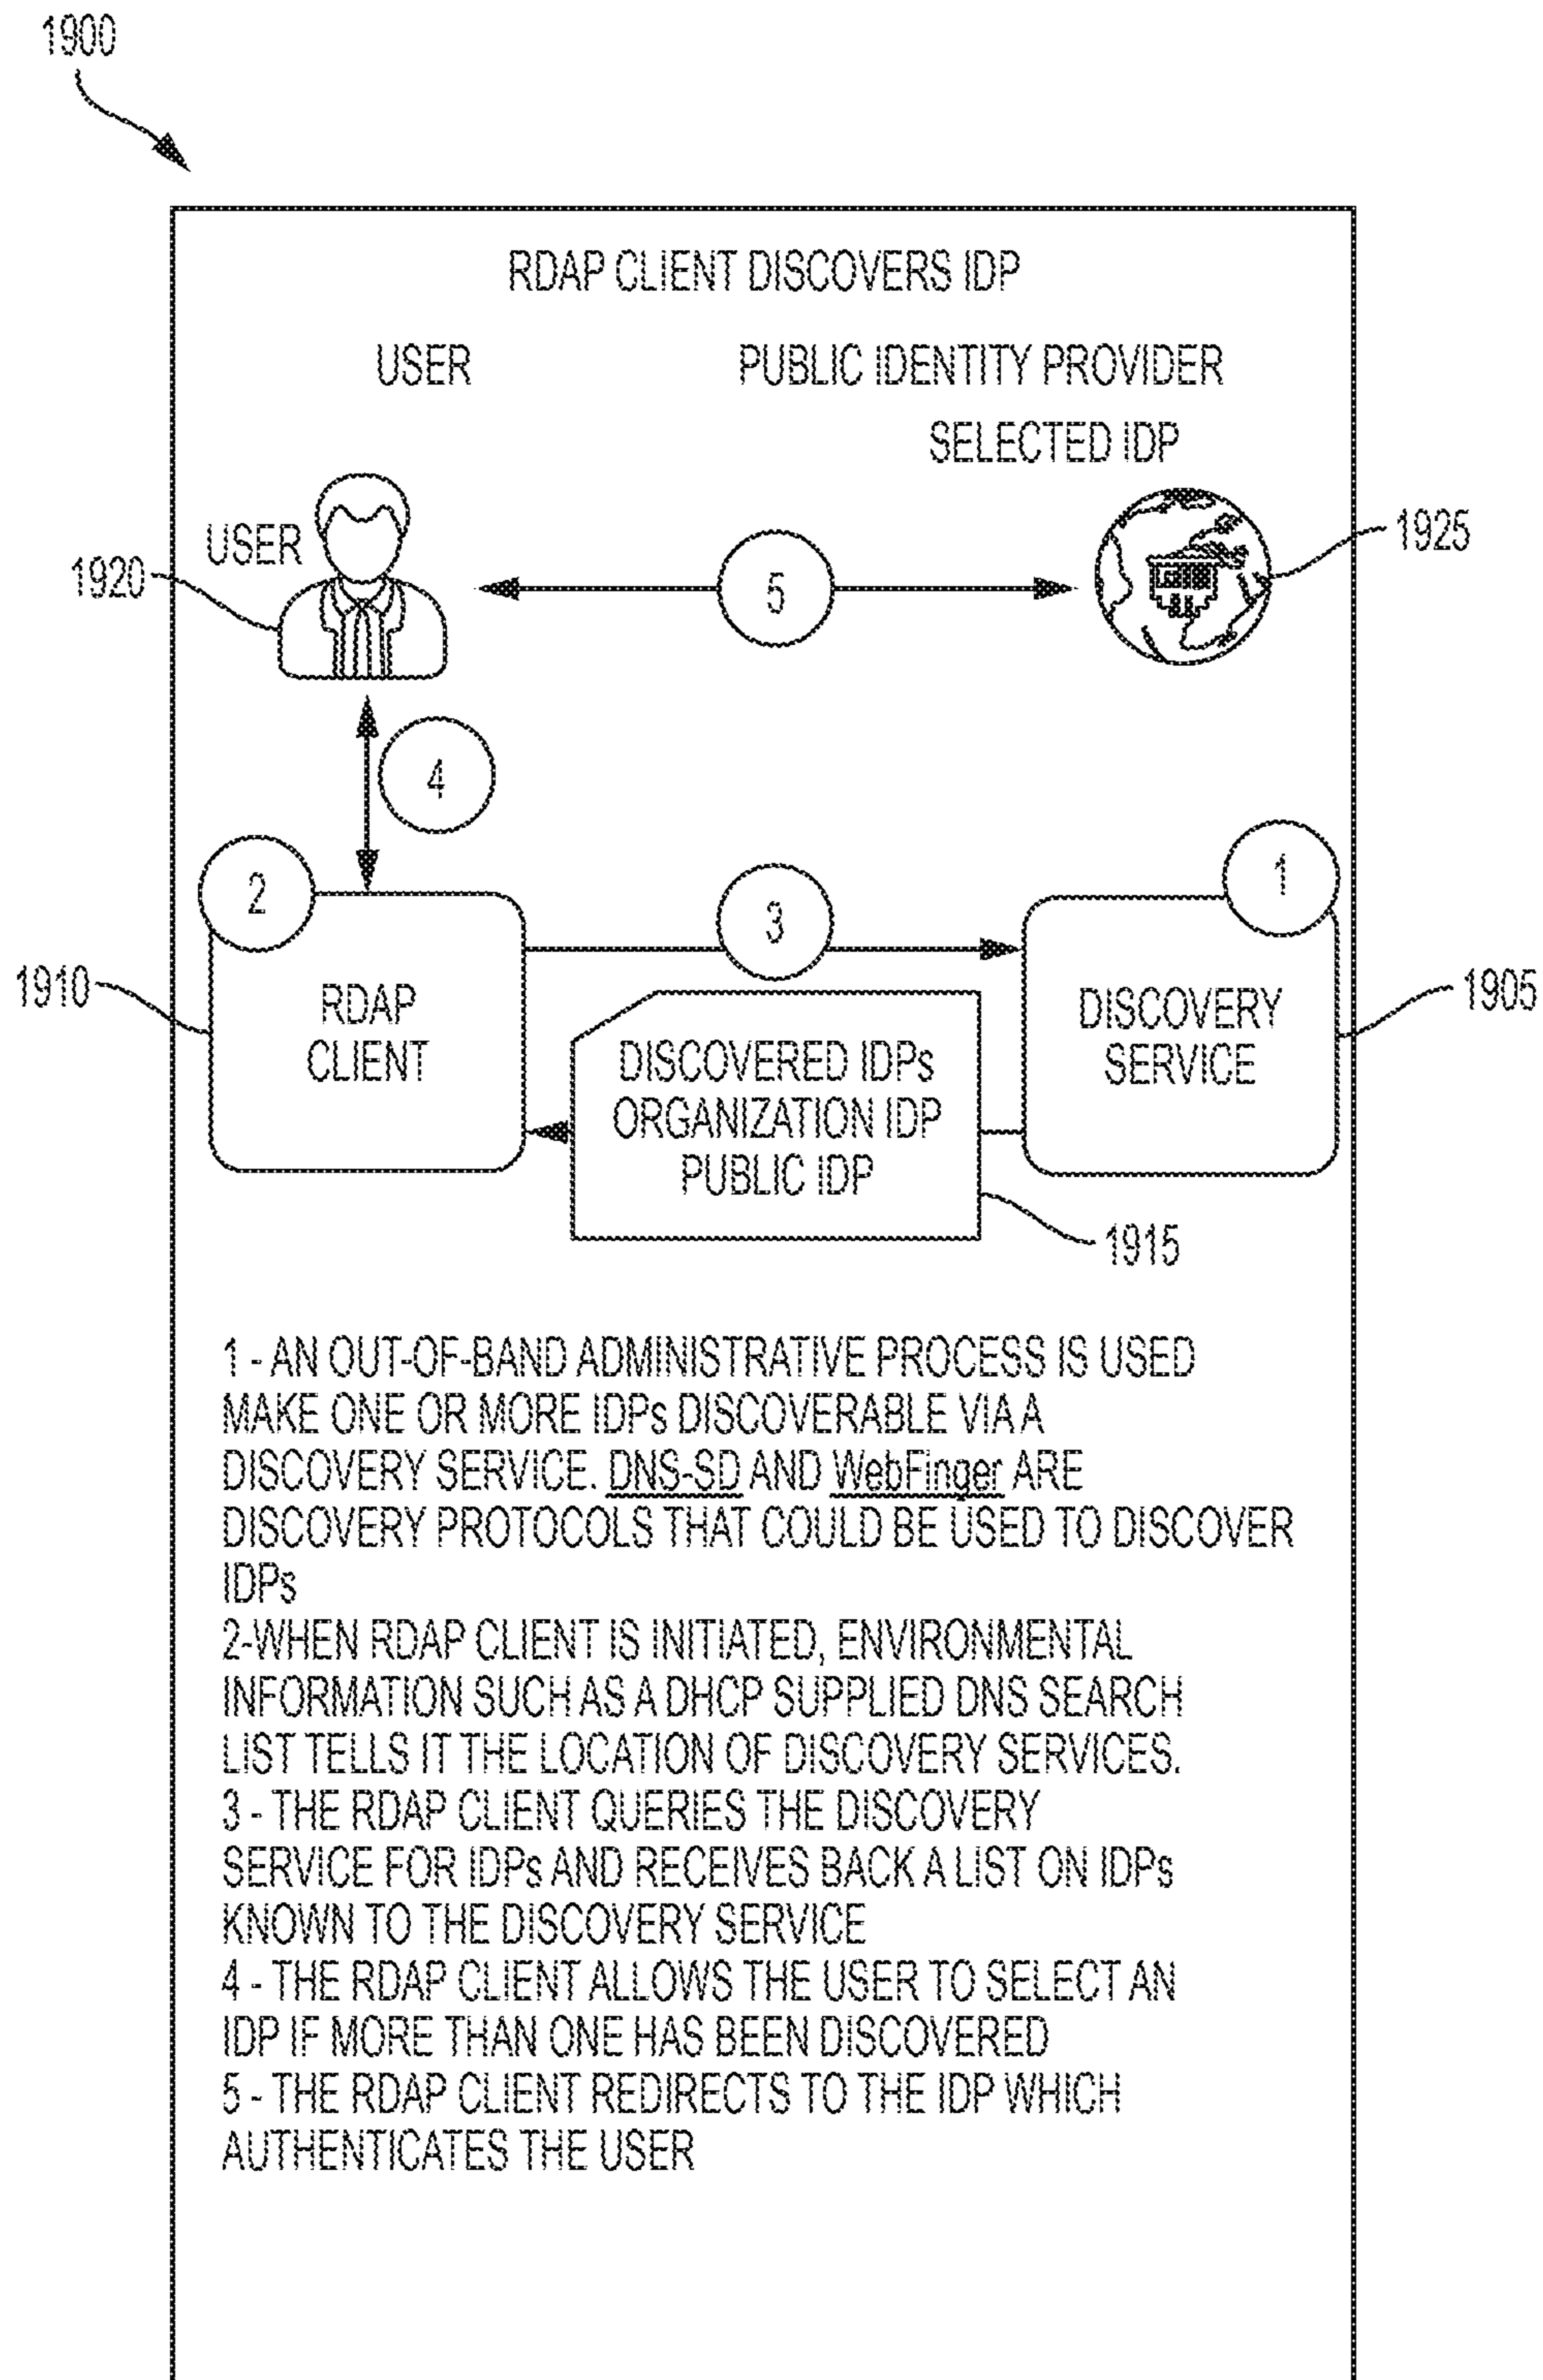 1900
RDAP CLIENT DISCOVERS IDP
USER
PUBLIC IDENTITY PROVIDER
SELECTED IDP
USER
1920
5
1925
4
2
3
1
1910
RDAP
CLIENT
DISCOVERED IDPs
ORGANIZATION IDP
PUBLIC IDP
DISCOVERY
SERVICE
1905
1915
1 - AN OUT-OF-BAND ADMINISTRATIVE PROCESS IS USED
MAKE ONE OR MORE IDPs DISCOVERABLE VIA A
DISCOVERY SERVICE. DNS-SD AND WebFinger ARE
DISCOVERY PROTOCOLS THAT COULD BE USED TO DISCOVER
IDPs
2-WHEN RDAP CLIENT IS INITIATED, ENVIRONMENTAL
INFORMATION SUCH AS A DHCP SUPPLIED DNS SEARCH
LIST TELLS IT THE LOCATION OF DISCOVERY SERVICES.
3 - THE RDAP CLIENT QUERIES THE DISCOVERY
SERVICE FOR IDPs AND RECEIVES BACK A LIST ON IDPs
KNOWN TO THE DISCOVERY SERVICE
4 - THE RDAP CLIENT ALLOWS THE USER TO SELECT AN
IDP IF MORE THAN ONE HAS BEEN DISCOVERED
5 - THE RDAP CLIENT REDIRECTS TO THE IDP WHICH
AUTHENTICATES THE USER